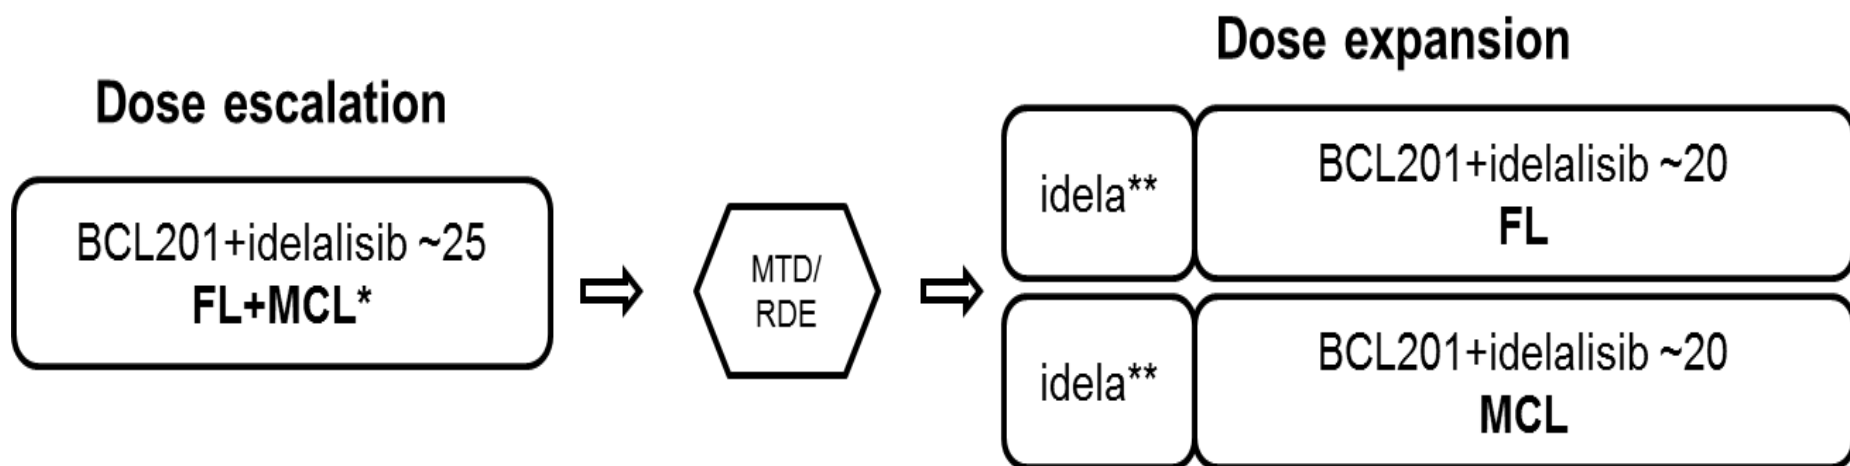 Dose escalation
BCL201+idelalisib ~25
FL+MCL*
MTD/
RDE
Dose expansion
idela**
BCL201+idelalisib ~20
FL
idela**
BCL201+idelalisib ~20
MCL